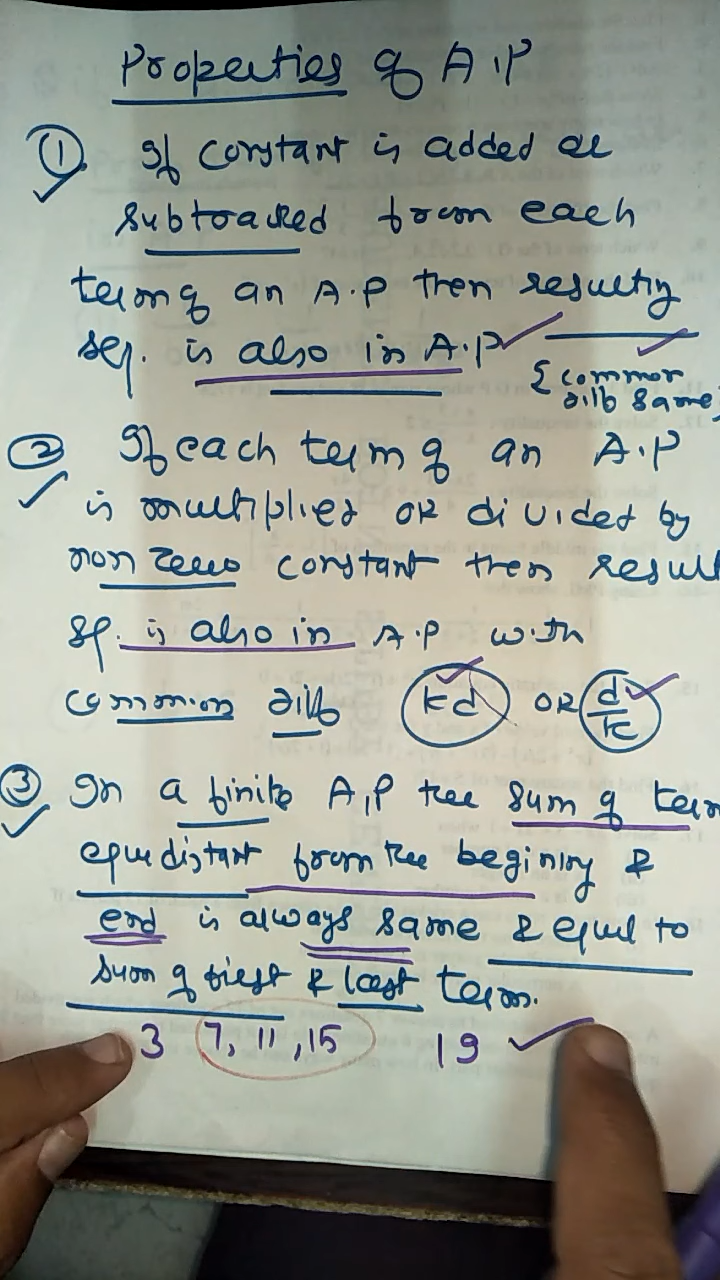 Properties of A.P
① If constant is added or
subtracted from each
term of an A.P then resulting
seq. is also in A.P
{ common
diff same
② If each term of an A.P
is multiplied OR divided by
non zero constant then result
sq. is also in A.P with
common diff kd OR d/k
③ In a finite A.P the sum of term
equidistant from the begining &
end is always same & equl to
sum of first & last term.
3 7, 11, 15 19